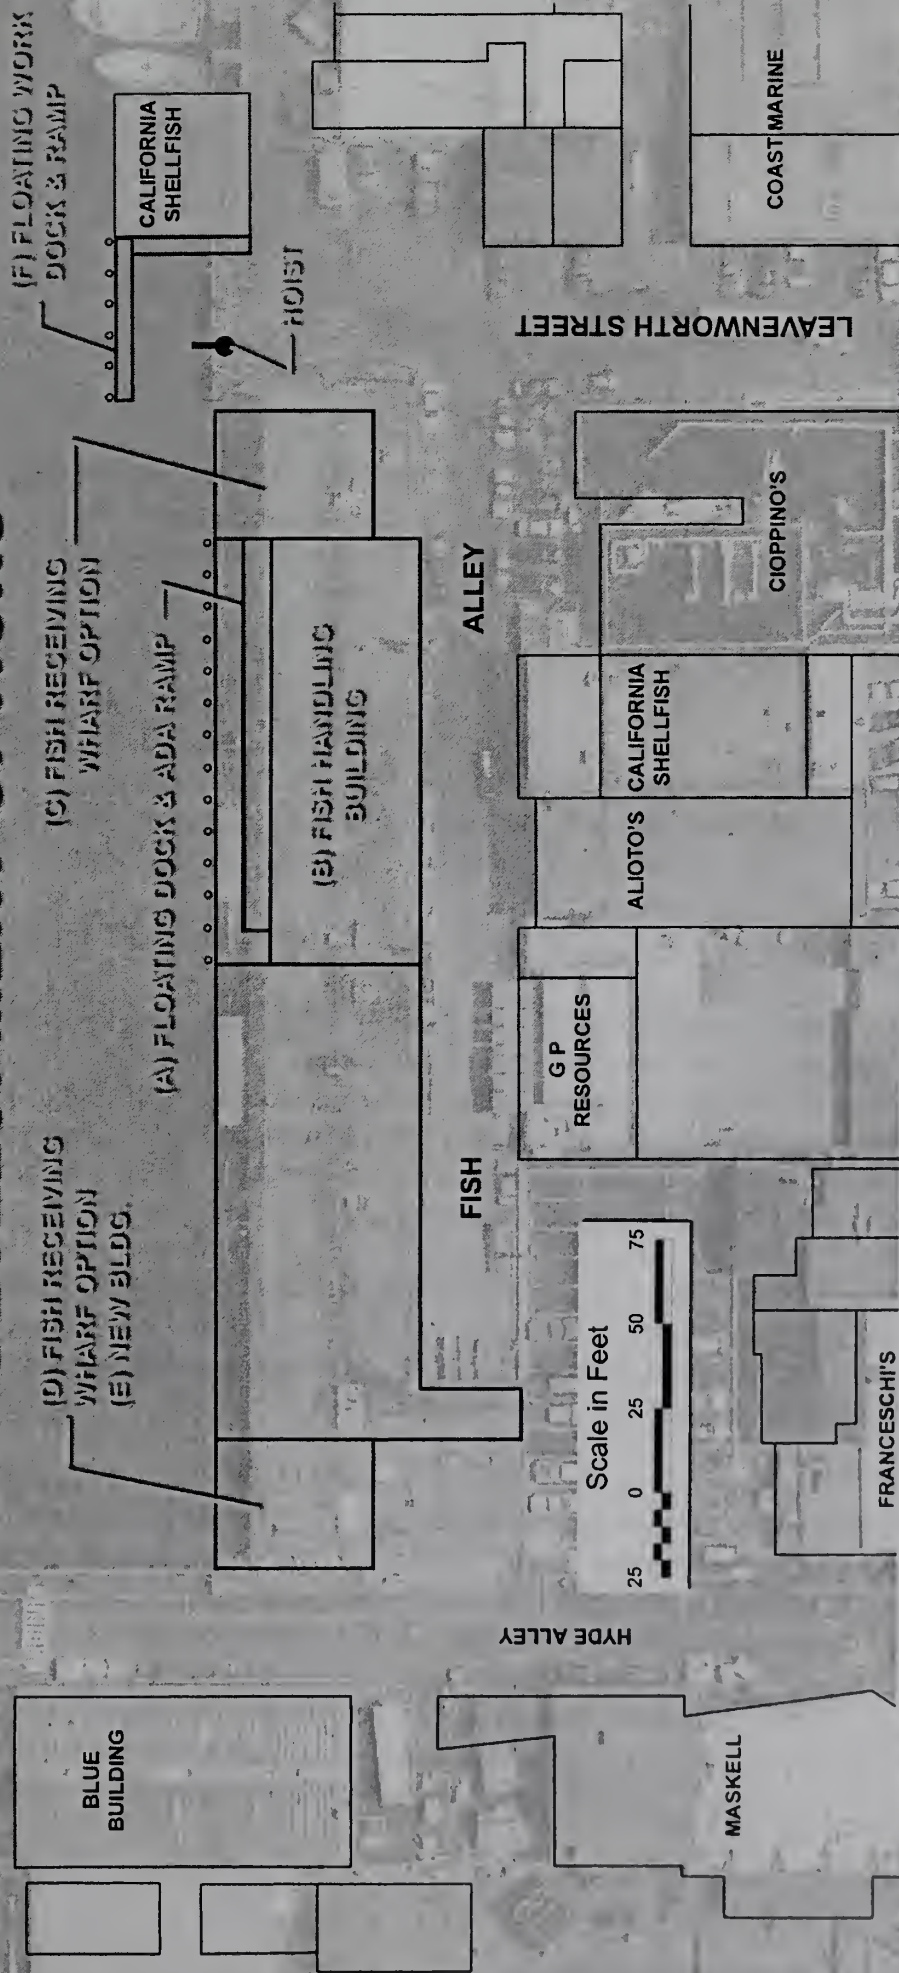 (F) FLOATING WORK
DOCK & RAMP
CALIFORNIA
SHELLFISH
HOIST
(C) FISH RECEIVING
WHARF OPTION
(A) FLOATING DOCK & ADA RAMP
(B) FISH HANDLING
BUILDING
(D) FISH RECEIVING
WHARF OPTION
(E) NEW BLDG.
BLUE
BUILDING
FISH
ALLEY
LEAVENWORTH STREET
COAST MARINE
CIOPPINO'S
CALIFORNIA
SHELLFISH
ALIOTO'S
G P
RESOURCES
Scale in Feet
25 0 25 50 75
FRANCESCHI'S
HYDE ALLEY
MASKELL